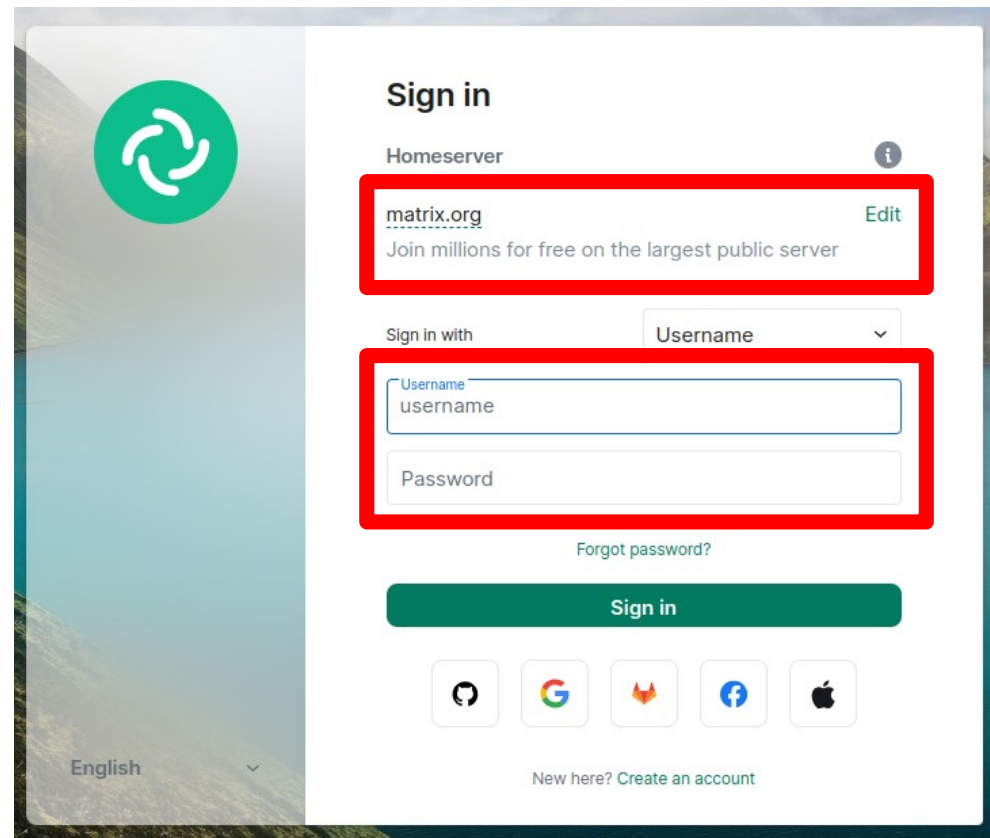 Sign in
Homeserver
matrix.org Edit
Join millions for free on the largest public server
Sign in with Username
Username
username
Password
Forgot password?
Sign in
English
New here? Create an account